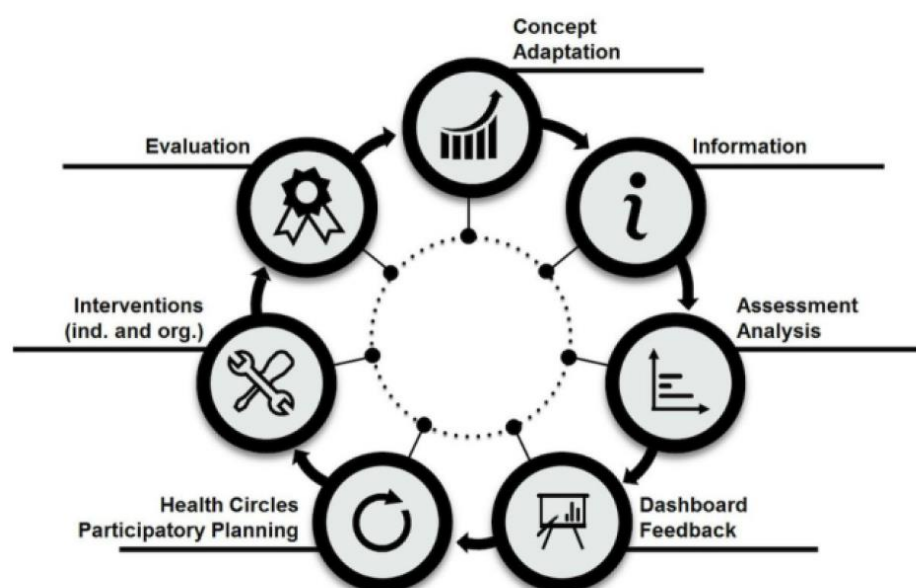 Concept
Adaptation
Information
Assessment
Analysis
Dashboard
Feedback
Health Circles
Participatory Planning
Interventions
(ind. and org.)
Evaluation
i